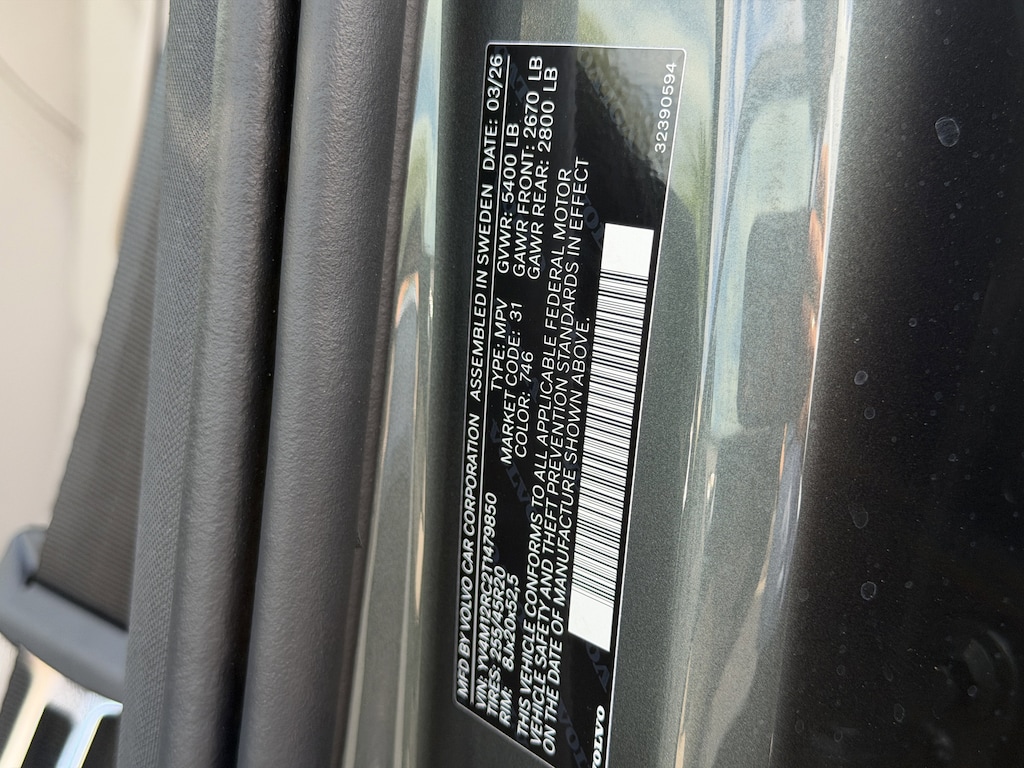 MFD BY VOLVO CAR CORPORATION ASSEMBLED IN SWEDEN DATE: 03/26
VIN: YV4M12RC2T1479850 TYPE: MPV GVWR: 5400 LB
TIRES: 255/45R20 MARKET CODE: 31 GAWR FRONT: 2670 LB
RIM: 8Jx20x52,5 COLOR: 746 GAWR REAR: 2800 LB
THIS VEHICLE CONFORMS TO ALL APPLICABLE FEDERAL MOTOR
VEHICLE SAFETY AND THEFT PREVENTION STANDARDS IN EFFECT
ON THE DATE OF MANUFACTURE SHOWN ABOVE.
VOLVO
32390594